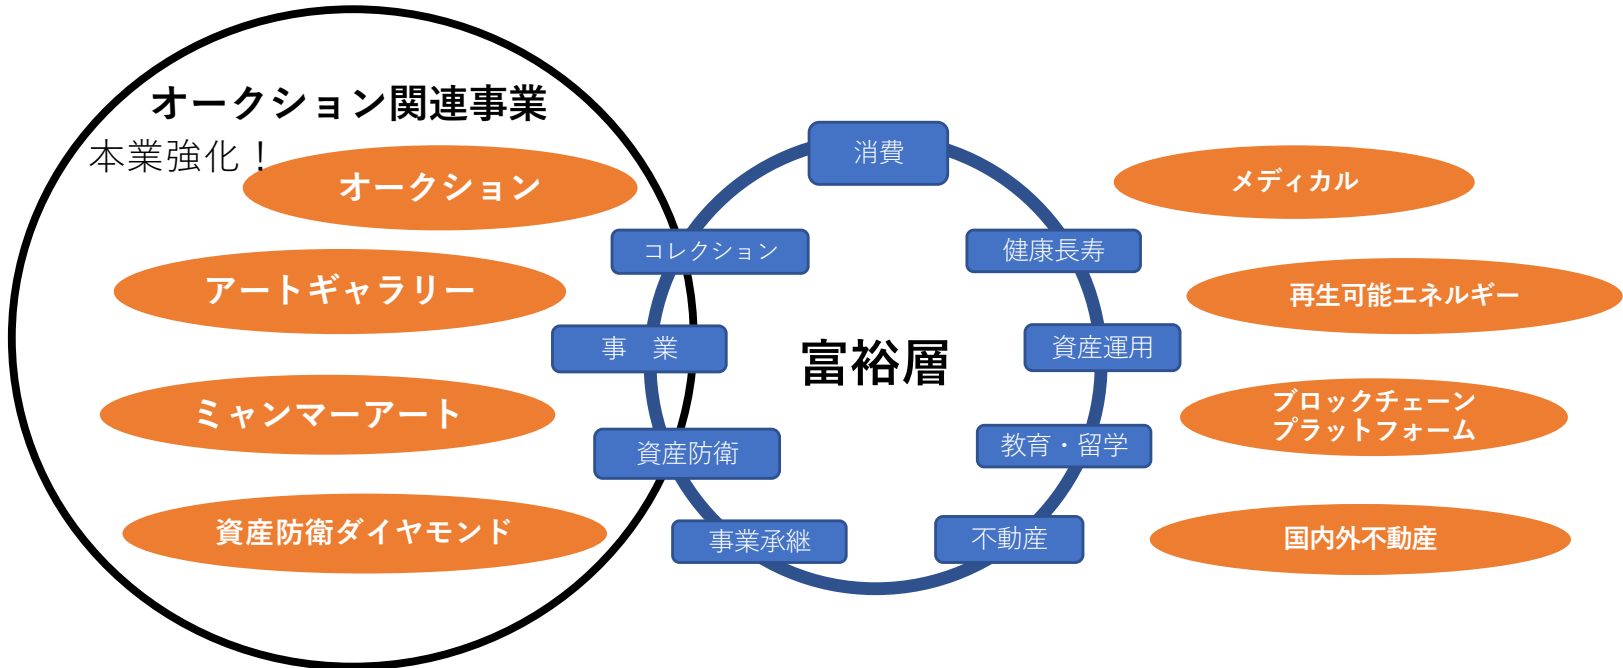 オークション関連事業
本業強化！
オークション
アートギャラリー
ミャンマーアート
資産防衛ダイヤモンド
消費
コレクション
健康長寿
事　業
富裕層
資産運用
資産防衛
教育・留学
事業承継
不動産
メディカル
再生可能エネルギー
ブロックチェーン
プラットフォーム
国内外不動産